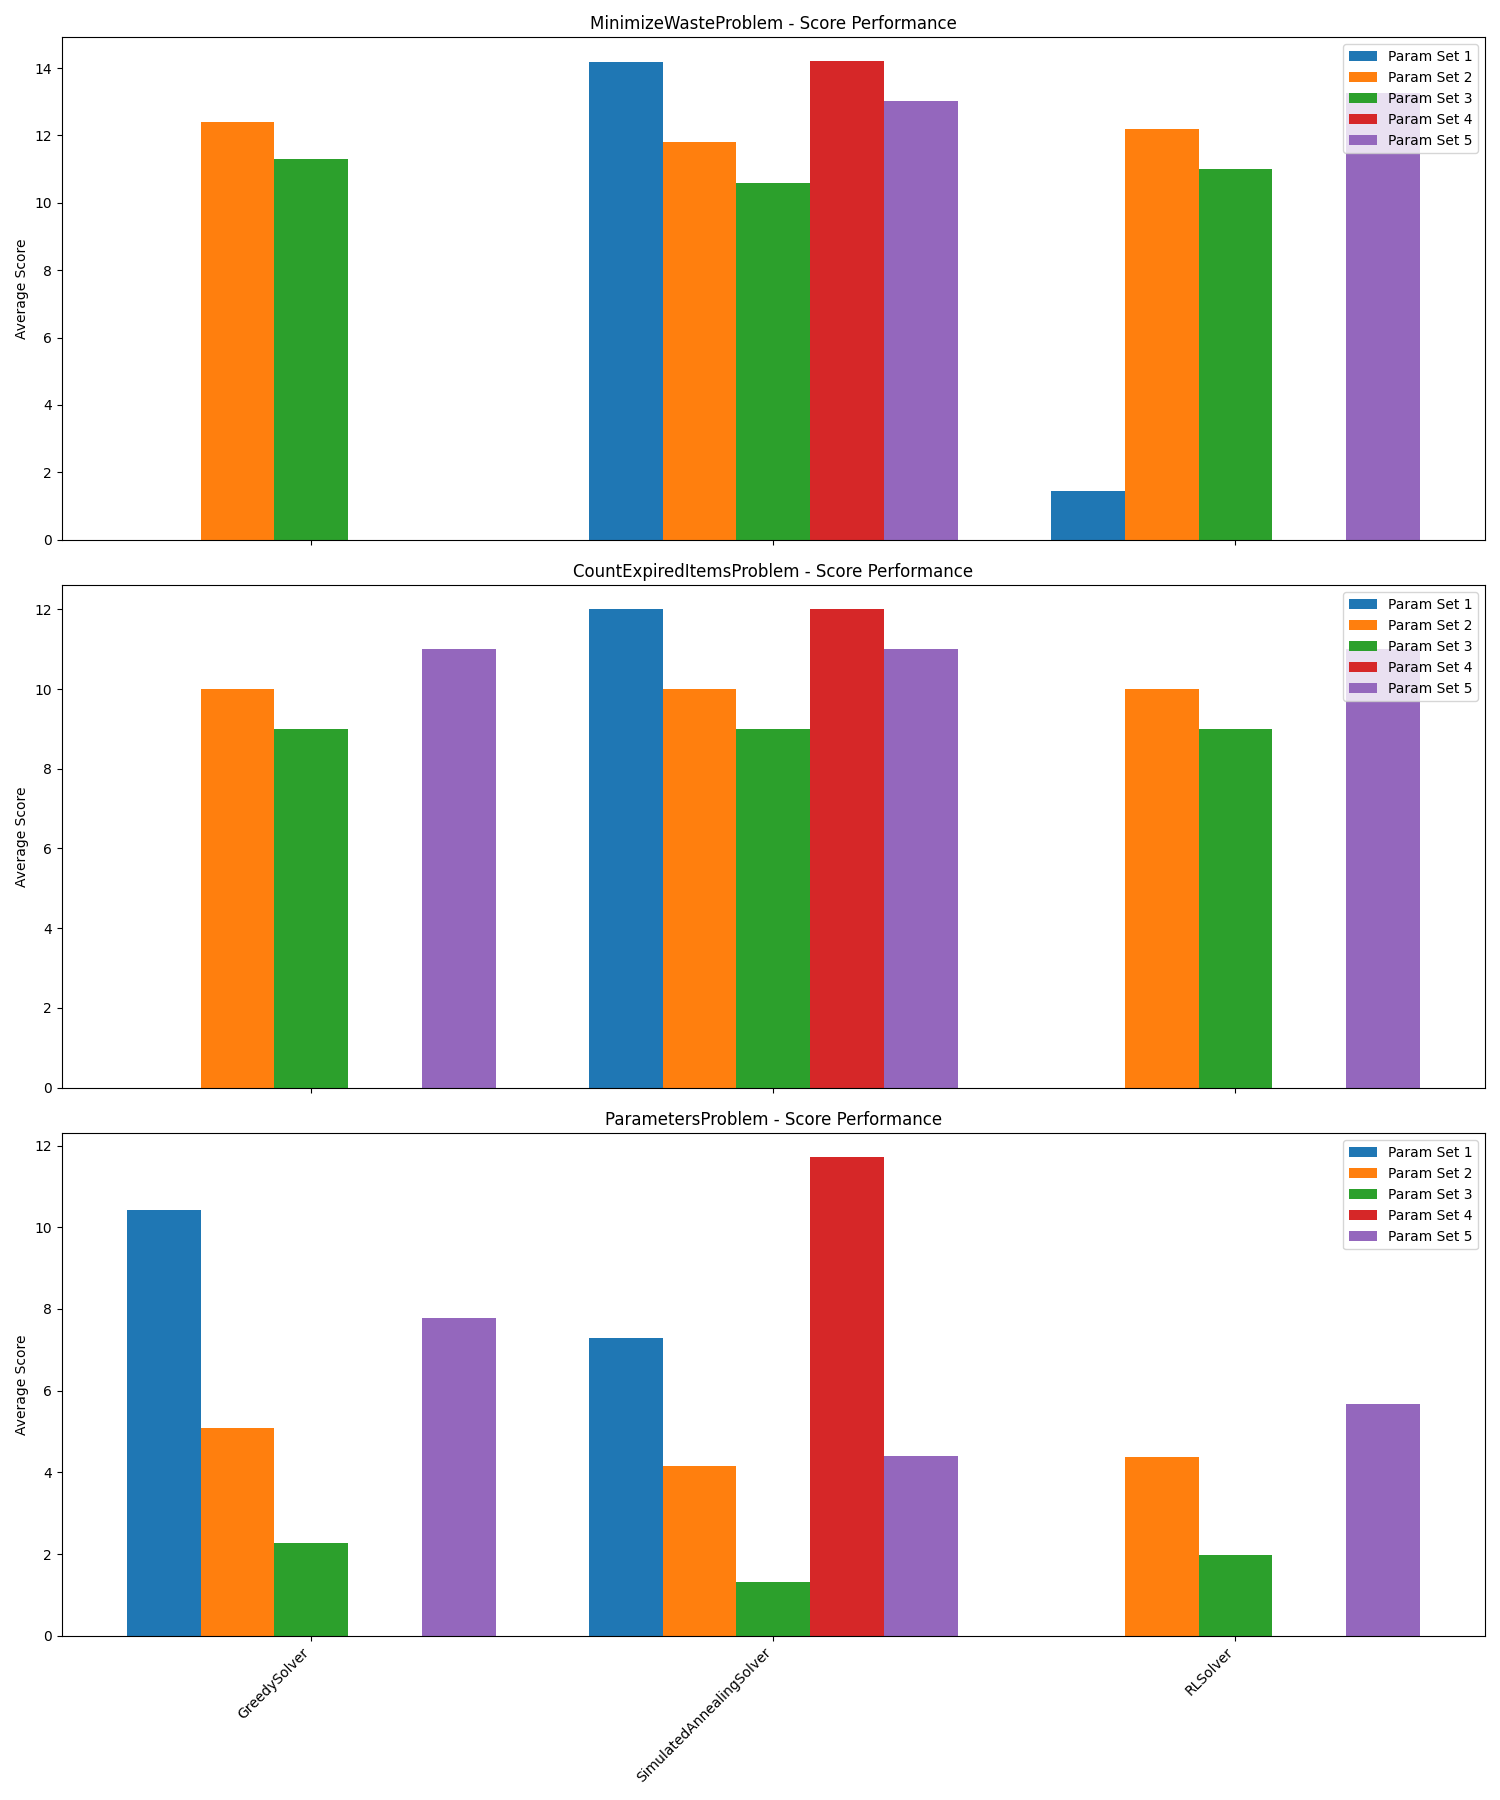 MinimizeWasteProblem - Score Performance
Average Score
14
12
10
8
6
4
2
0
Param Set 1
Param Set 2
Param Set 3
Param Set 4
Param Set 5
CountExpiredItemsProblem - Score Performance
Average Score
12
10
8
6
4
2
0
Param Set 1
Param Set 2
Param Set 3
Param Set 4
Param Set 5
ParametersProblem - Score Performance
Average Score
12
10
8
6
4
2
0
Param Set 1
Param Set 2
Param Set 3
Param Set 4
Param Set 5
GreedySolver
SimulatedAnnealingSolver
RLSolver